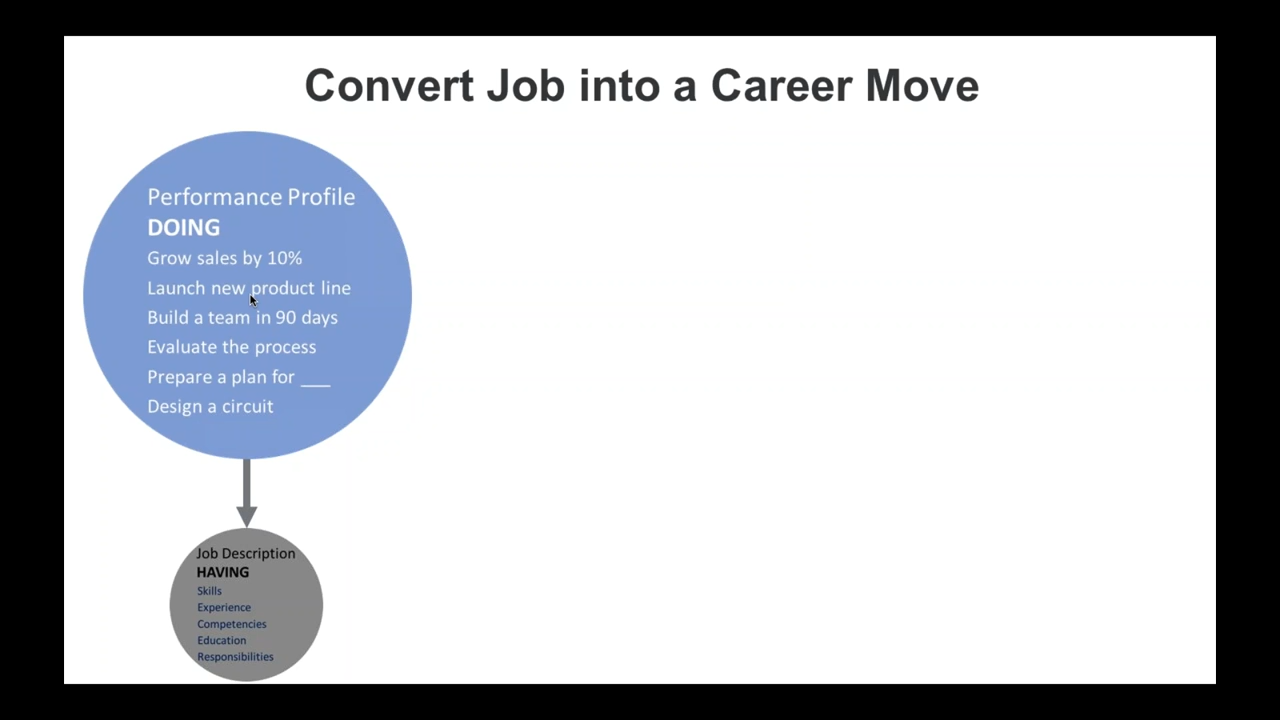 Convert Job into a Career Move
Performance Profile
DOING
Grow sales by 10%
Launch new product line
Build a team in 90 days
Evaluate the process
Prepare a plan for ___
Design a circuit
Job Description
HAVING
Skills
Experience
Competencies
Education
Responsibilities